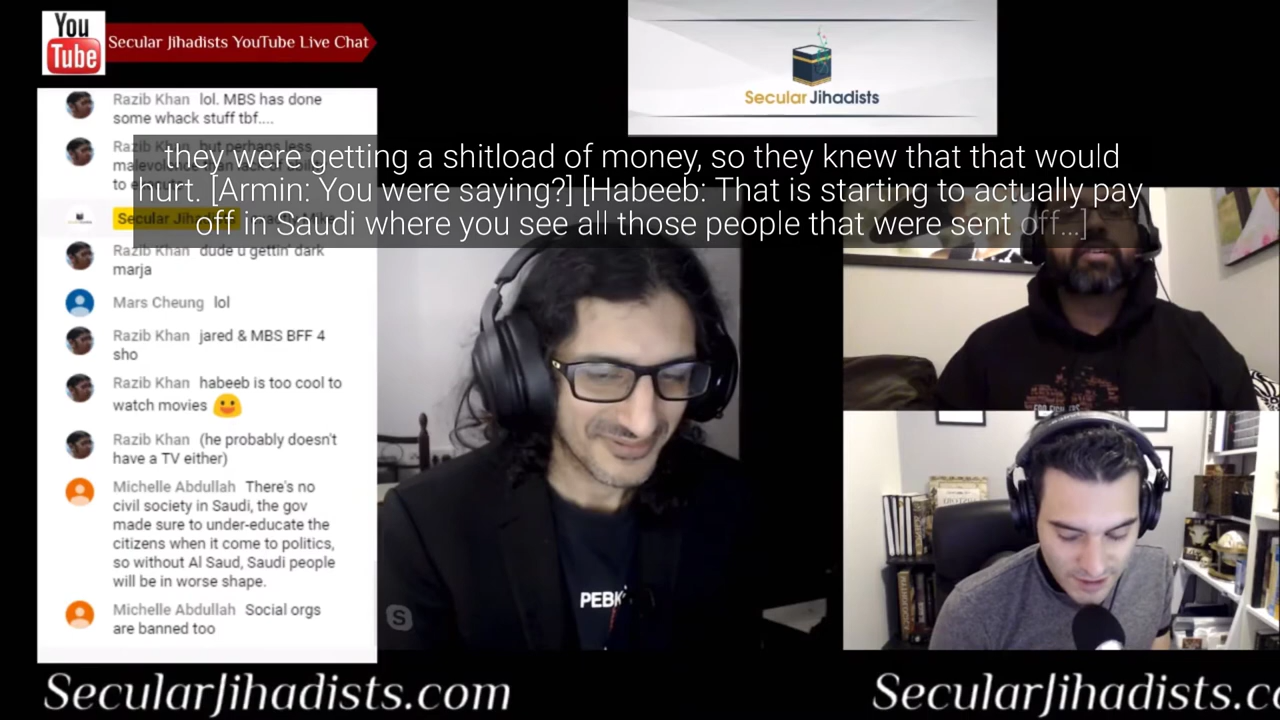 You
Tube
Secular Jihadists YouTube Live Chat
Secular Jihadists
Razib Khan lol. MBS has done
some whack stuff tbf....
they were getting a shitload of money, so they knew that that would
hurt. [Armin: You were saying?] [Habeeb: That is starting to actually pay
off in Saudi where you see all those people that were sent off...]
Razib Khan dude u gettin' dark
marja
Mars Cheung lol
Razib Khan jared & MBS BFF 4
sho
Razib Khan habeeb is too cool to
watch movies
Razib Khan (he probably doesn't
have a TV either)
Michelle Abdullah There's no
civil society in Saudi, the gov
made sure to under-educate the
citizens when it come to politics,
so without Al Saud, Saudi people
will be in worse shape.
Michelle Abdullah Social orgs
are banned too
PEBK
SecularJihadists.com
SecularJihadists.co